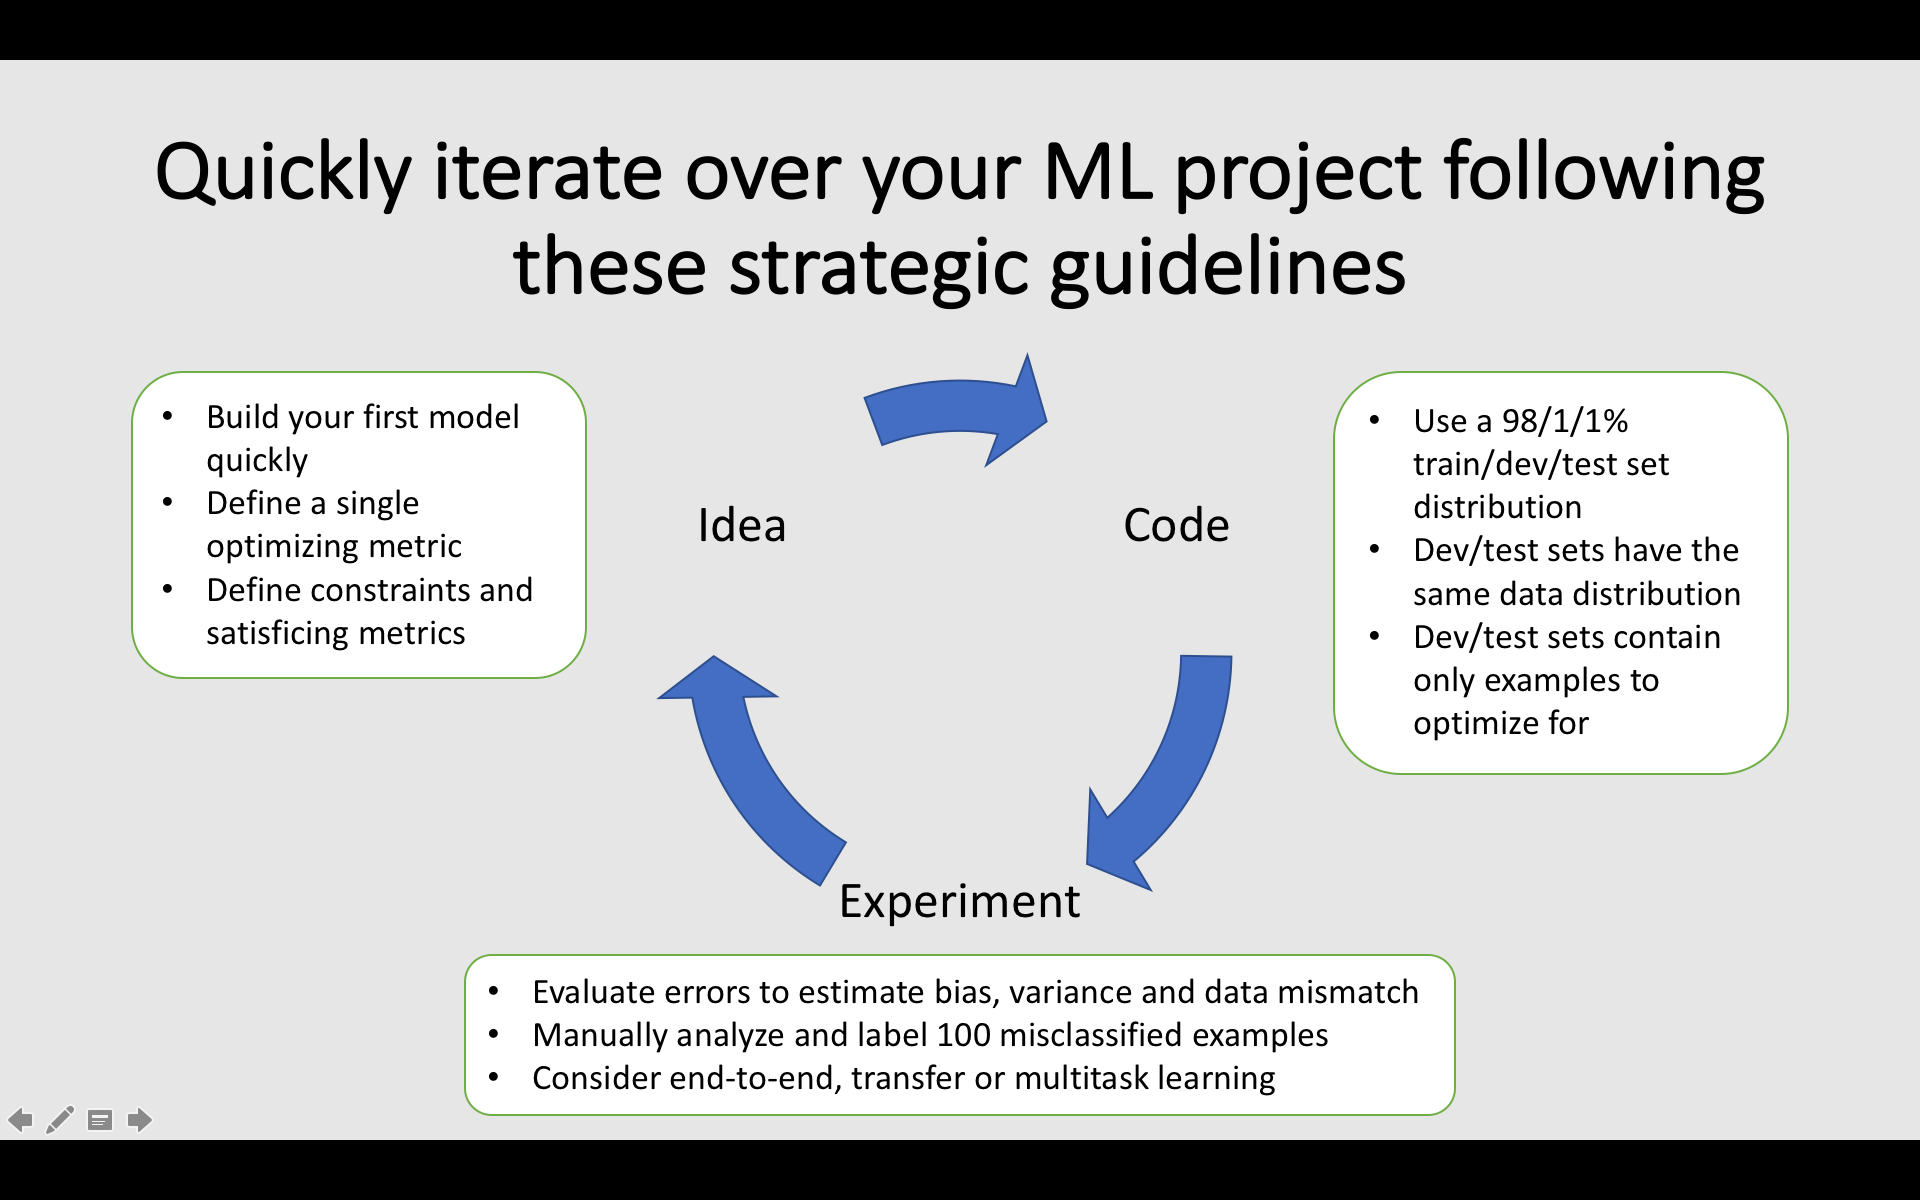 Quickly iterate over your ML project following
these strategic guidelines
• Build your first model
quickly
• Define a single
optimizing metric
• Define constraints and
satisficing metrics
Idea
Code
• Use a 98/1/1%
train/dev/test set
distribution
• Dev/test sets have the
same data distribution
• Dev/test sets contain
only examples to
optimize for
Experiment
• Evaluate errors to estimate bias, variance and data mismatch
• Manually analyze and label 100 misclassified examples
• Consider end-to-end, transfer or multitask learning